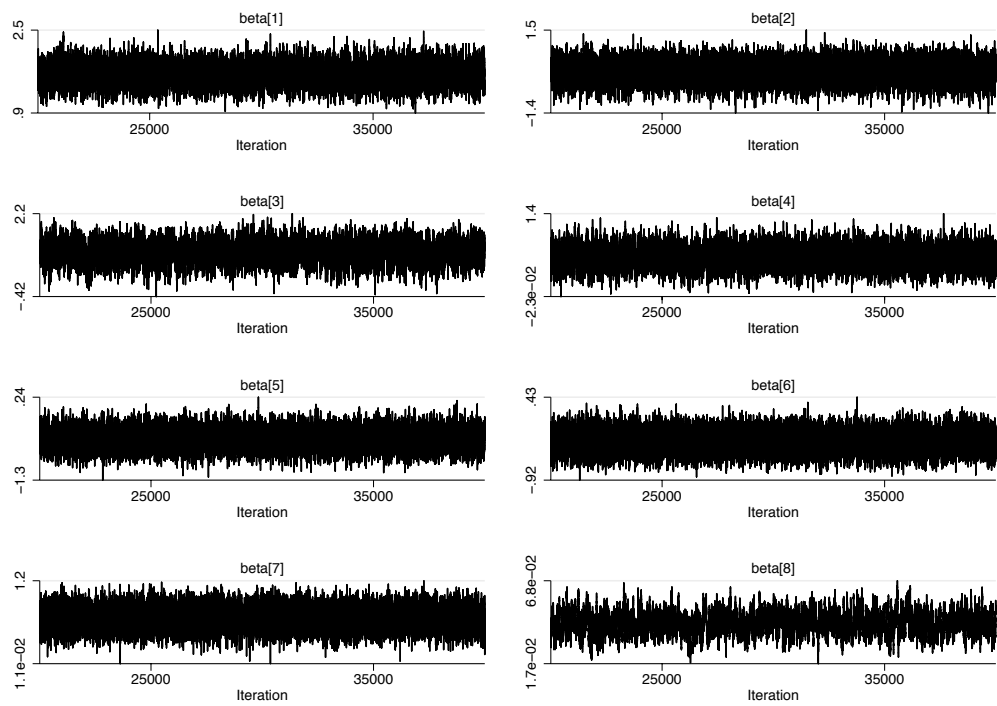 beta[1]
2.5
.9
25000 35000
Iteration
beta[2]
1.5
−1.4
25000 35000
Iteration
beta[3]
2.2
−.42
25000 35000
Iteration
beta[4]
1.4
−2.3e−02
25000 35000
Iteration
beta[5]
.24
−1.3
25000 35000
Iteration
beta[6]
.43
−.92
25000 35000
Iteration
beta[7]
1.2
1.1e−02
25000 35000
Iteration
beta[8]
6.8e−02
1.7e−02
25000 35000
Iteration